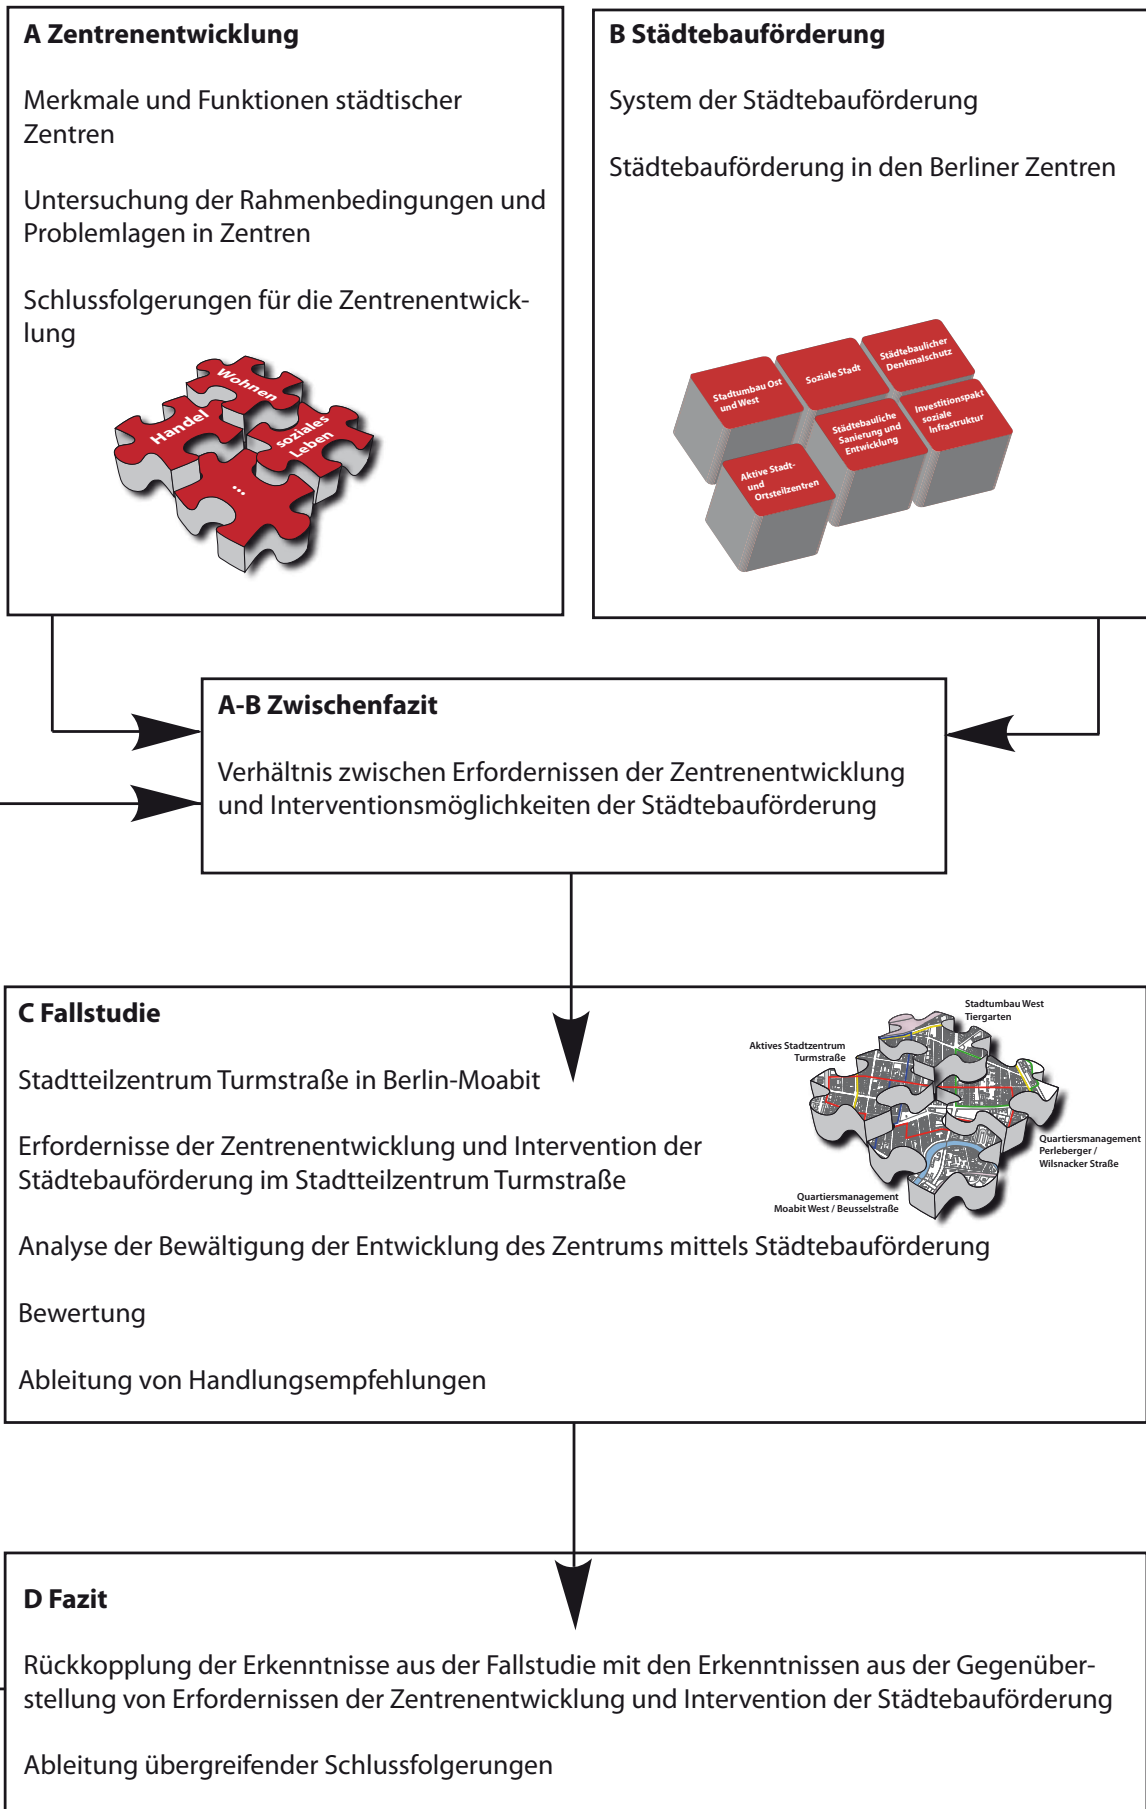 A Zentrenentwicklung
Merkmale und Funktionen städtischer
Zentren
Untersuchung der Rahmenbedingungen und
Problemlagen in Zentren
Schlussfolgerungen für die Zentrenentwick-
lung
Wohnen
Handel
soziales
Leben
...
B Städtebauförderung
System der Städtebauförderung
Städtebauförderung in den Berliner Zentren
Stadtumbau Ost
und West
Soziale Stadt
Städtebaulicher
Denkmalschutz
Aktive Stadt-
und
Ortsteilzentren
Städtebauliche
Sanierung und
Entwicklung
Investitionspakt
soziale
Infrastruktur
A-B Zwischenfazit
Verhältnis zwischen Erfordernissen der Zentrenentwicklung
und Interventionsmöglichkeiten der Städtebauförderung
C Fallstudie
Stadtteilzentrum Turmstraße in Berlin-Moabit
Erfordernisse der Zentrenentwicklung und Intervention der
Städtebauförderung im Stadtteilzentrum Turmstraße
Analyse der Bewältigung der Entwicklung des Zentrums mittels Städtebauförderung
Bewertung
Ableitung von Handlungsempfehlungen
Stadtumbau West
Tiergarten
Aktives Stadtzentrum
Turmstraße
Quartiersmanagement
Perleberger /
Wilsnacker Straße
Quartiersmanagement
Moabit West / Beusselstraße
D Fazit
Rückkopplung der Erkenntnisse aus der Fallstudie mit den Erkenntnissen aus der Gegenüber-
stellung von Erfordernissen der Zentrenentwicklung und Intervention der Städtebauförderung
Ableitung übergreifender Schlussfolgerungen